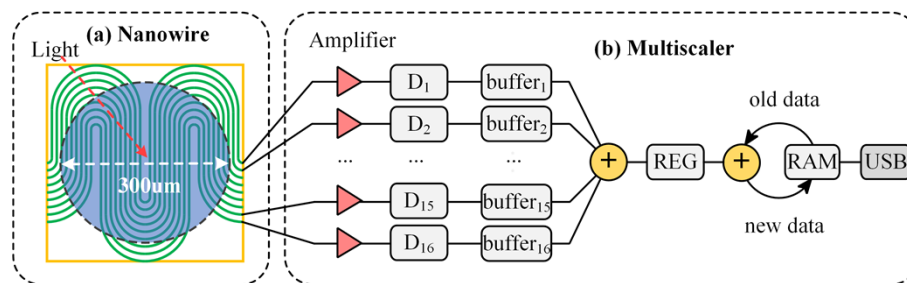 (a) Nanowire
Light
300um
Amplifier
(b) Multiscaler
D₁
buffer₁
D₂
buffer₂
... ... ...
D₁₅
buffer₁₅
D₁₆
buffer₁₆
+
REG
+
old data
RAM
new data
USB